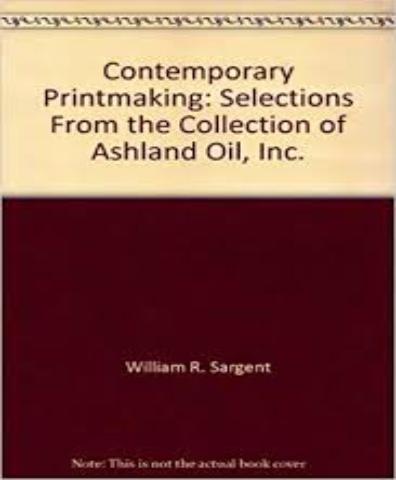 Contemporary
Printmaking: Selections
From the Collection of
Ashland Oil, Inc.
William R. Sargent
Note: This is not the actual book cover